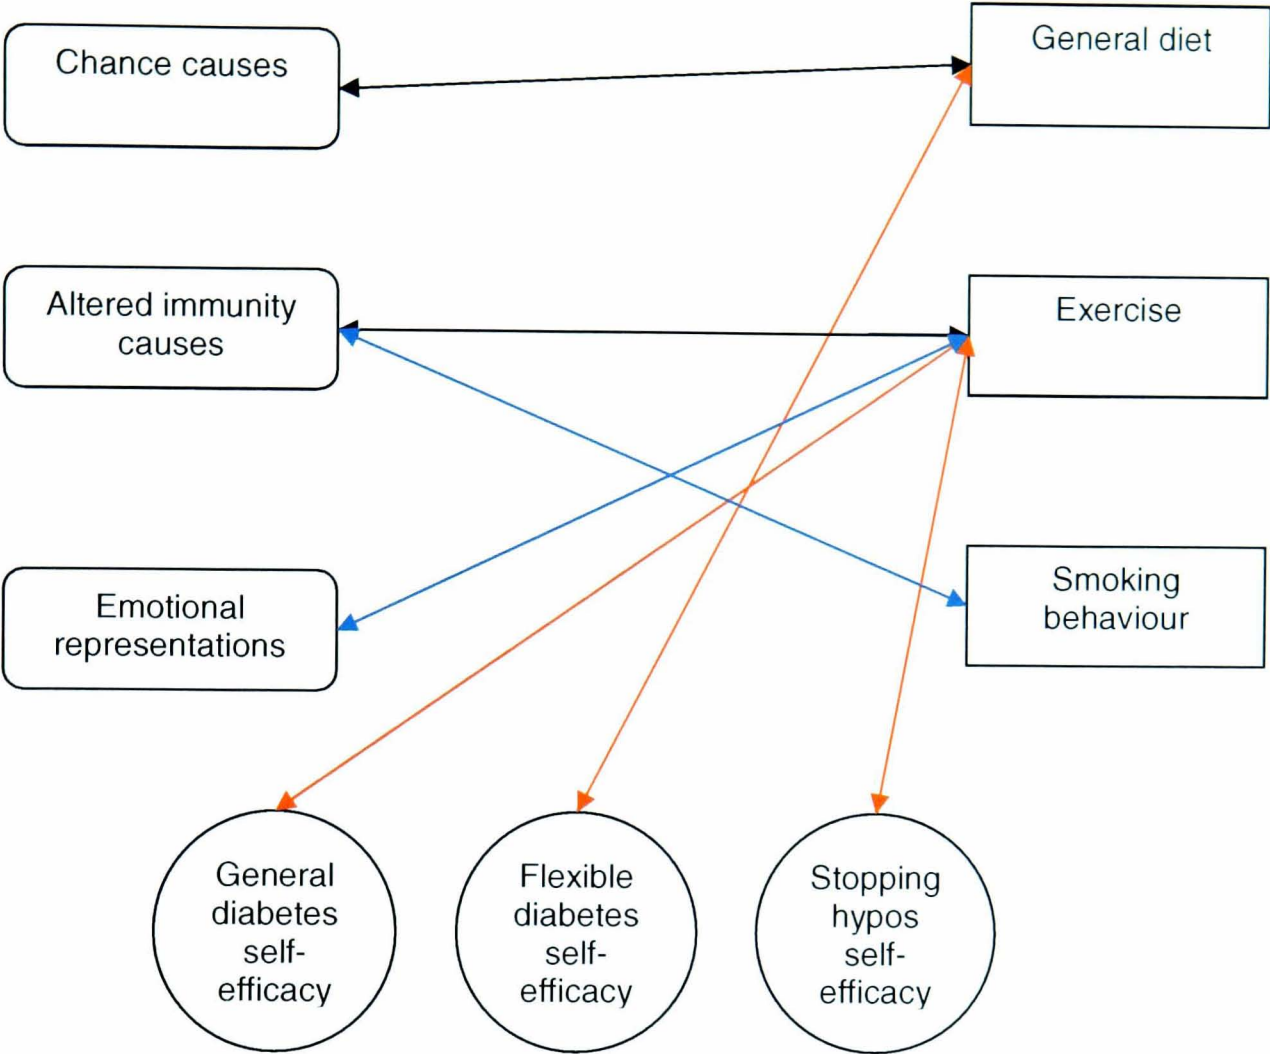 Chance causes
General diet
Altered immunity
causes
Exercise
Emotional
representations
Smoking
behaviour
General
diabetes
self-
efficacy
Flexible
diabetes
self-
efficacy
Stopping
hypos
self-
efficacy